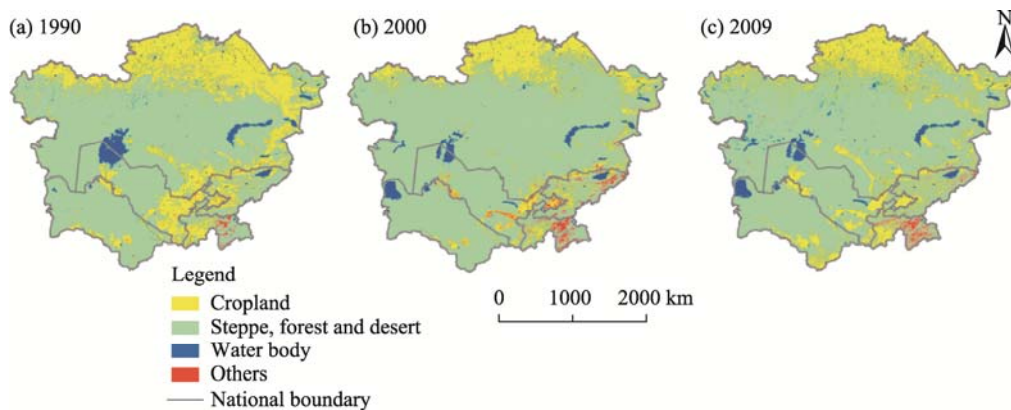 (a) 1990
(b) 2000
(c) 2009
N
Legend
Cropland
Steppe, forest and desert
Water body
Others
National boundary
0 1000 2000 km